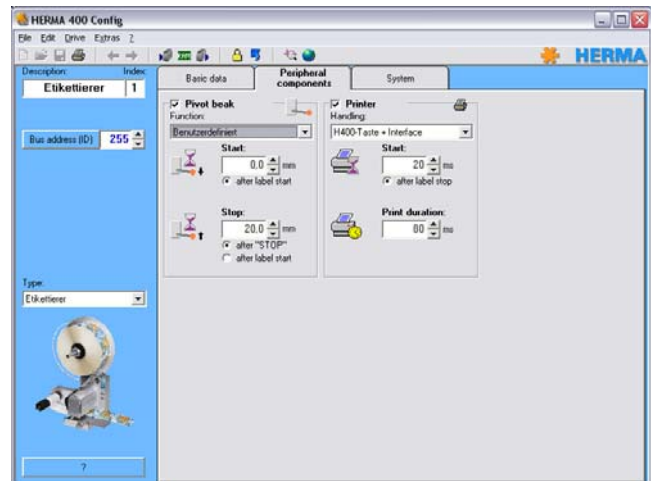 HERMA 400 Config
File Edit Drive Extras ?
HERMA
Description: Index:
Etikettierer 1
Bus address (ID) 255
Type:
Etikettierer
?
Basic data
Peripheral
components
System
Pivot beak
Function:
Benutzerdefiniert
Start:
0.0 mm
after label start
Stop:
20.0 mm
after "STOP"
after label start
Printer
Handling:
H400-Taste + Interface
Start:
20 ms
after label stop
Print duration:
80 ms